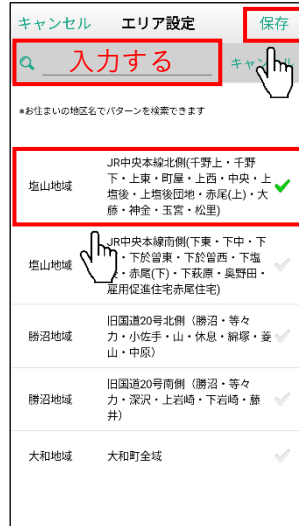 キャンセル エリア設定 保存
入力する キャンセル
*お住まいの地区名でパターンを検索できます
JR中央本線北側(千野上・千野
下・上東・町屋・上西・中央・上
塩山地域 塩後・上塩後団地・赤尾(上)・大
藤・神金・玉宮・松里)
JR中央本線南側(下東・下中・下
・下於曽東・下於曽西・下塩
塩山地域 ・赤尾(下)・下萩原・奥野田・
雇用促進住宅赤尾住宅)
旧国道20号北側（勝沼・等々
勝沼地域 力・小佐手・山・休息・綿塚・菱
山・中原）
旧国道20号南側（勝沼・等々
勝沼地域 力・深沢・上岩崎・下岩崎・藤
井）
大和地域 大和町全域